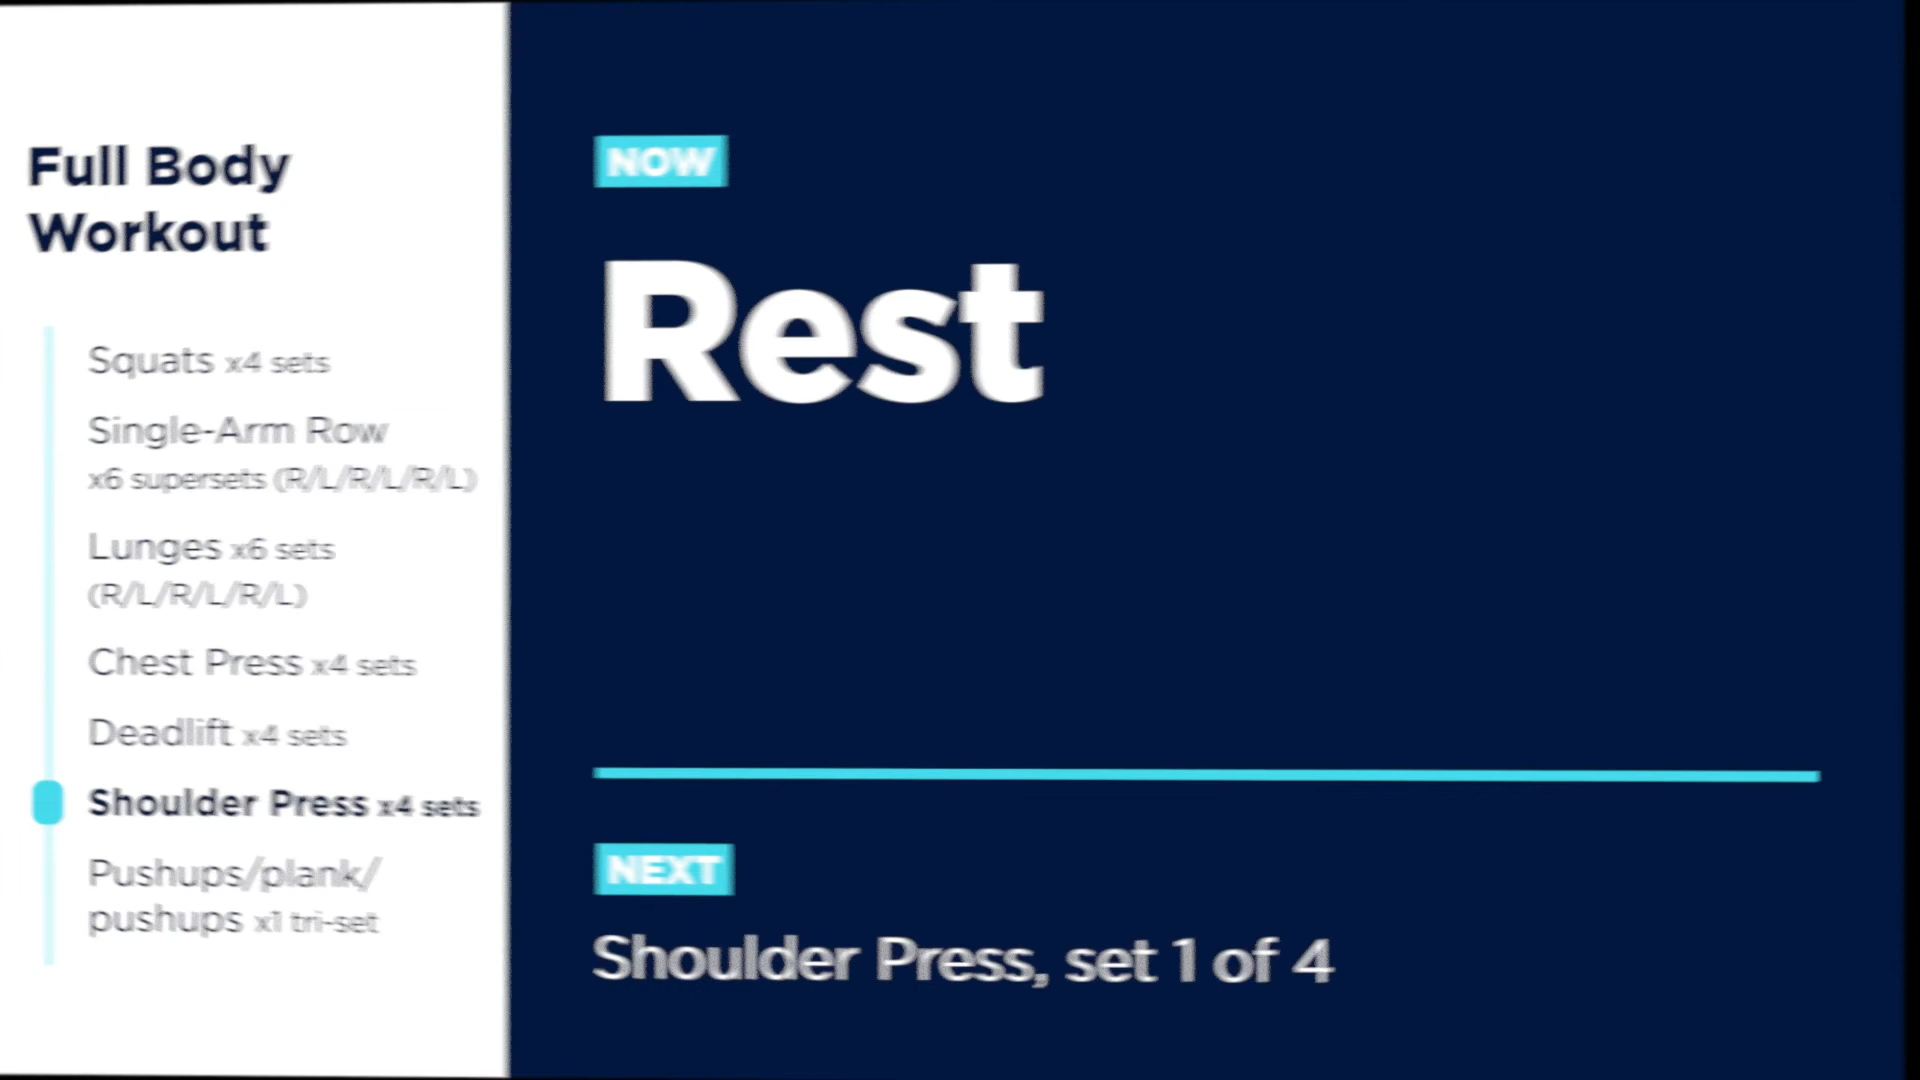 Full Body
Workout
Squats x4 sets
Single-Arm Row
x6 supersets (R/L/R/L/R/L)
Lunges x6 sets
(R/L/R/L/R/L)
Chest Press x4 sets
Deadlift x4 sets
Shoulder Press x4 sets
Pushups/plank/
pushups x1 tri-set
NOW
Rest
NEXT
Shoulder Press, set 1 of 4